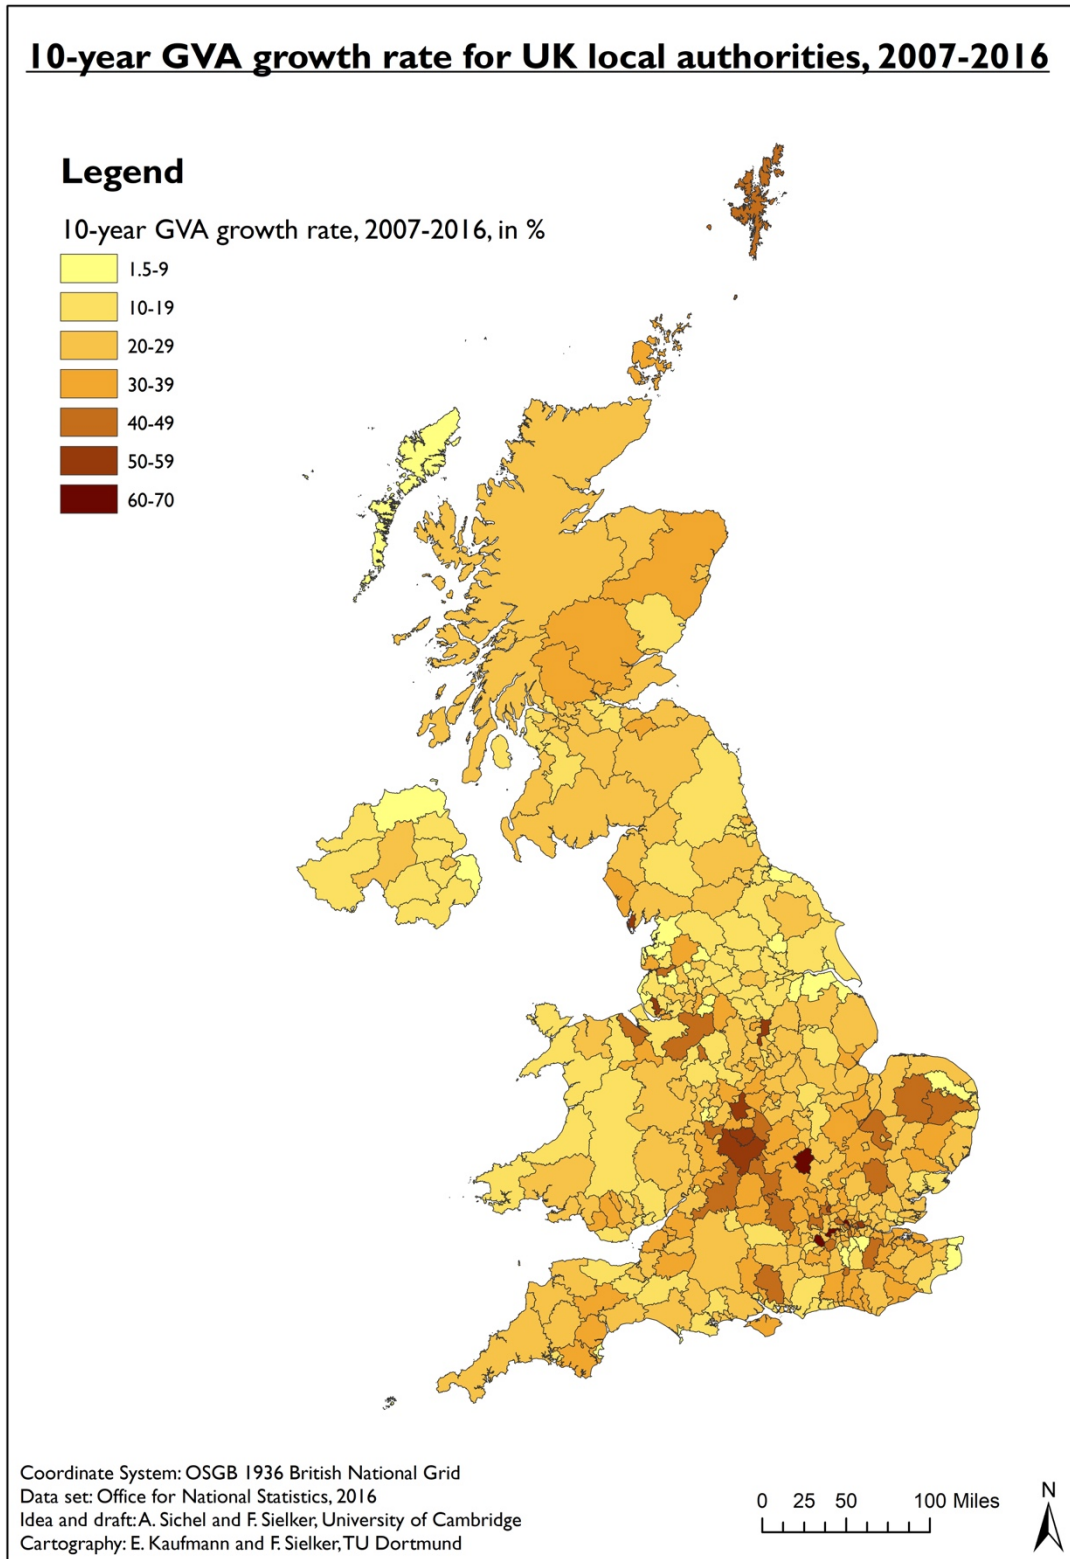 10-year GVA growth rate for UK local authorities, 2007-2016
Legend
10-year GVA growth rate, 2007-2016, in %
1.5-9
10-19
20-29
30-39
40-49
50-59
60-70
Coordinate System: OSGB 1936 British National Grid
Data set: Office for National Statistics, 2016
Idea and draft: A. Sichel and F. Sielker, University of Cambridge
Cartography: E. Kaufmann and F. Sielker, TU Dortmund
0 25 50 100 Miles
N